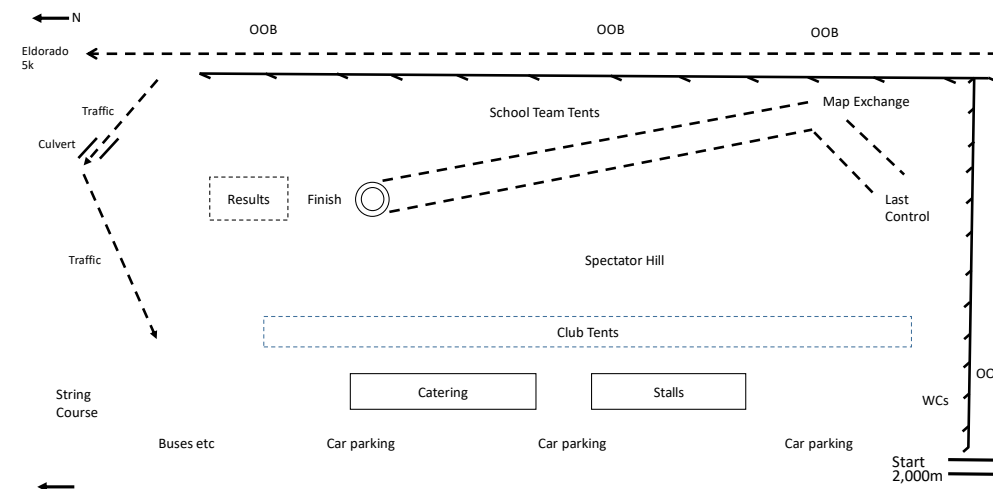 N
OOB
OOB
OOB
Eldorado
5k
Traffic
School Team Tents
Map Exchange
Culvert
Results
Finish
Last
Control
Traffic
Spectator Hill
Club Tents
String
Course
Catering
Stalls
WCs
Buses etc
Car parking
Car parking
Car parking
Start
2,000m